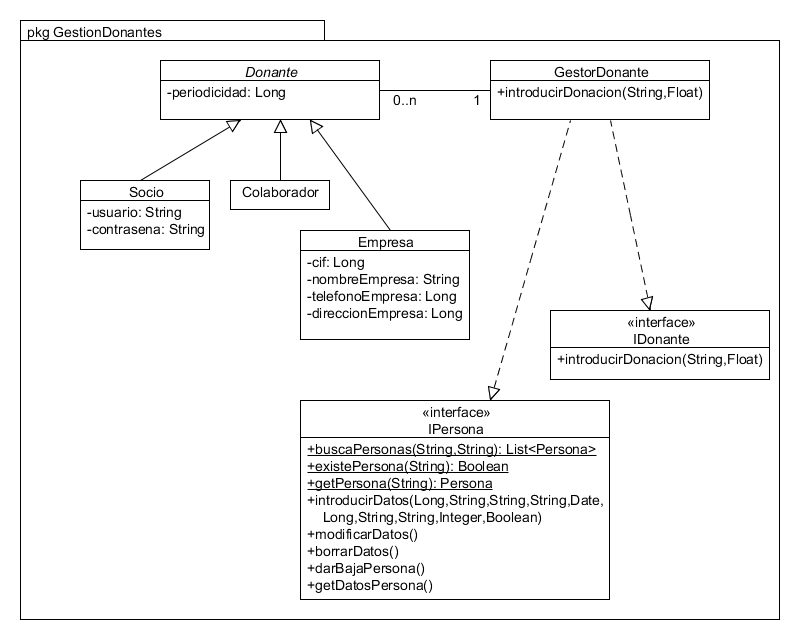 pkg GestionDonantes
Donante
-periodicidad: Long
0..n
1
GestorDonante
+introducirDonacion(String,Float)
Socio
-usuario: String
-contrasena: String
Colaborador
Empresa
-cif: Long
-nombreEmpresa: String
-telefonoEmpresa: Long
-direccionEmpresa: Long
«interface»
IDonante
+introducirDonacion(String,Float)
«interface»
IPersona
+buscaPersonas(String,String): List<Persona>
+existePersona(String): Boolean
+getPersona(String): Persona
+introducirDatos(Long,String,String,String,Date,
Long,String,String,Integer,Boolean)
+modificarDatos()
+borrarDatos()
+darBajaPersona()
+getDatosPersona()